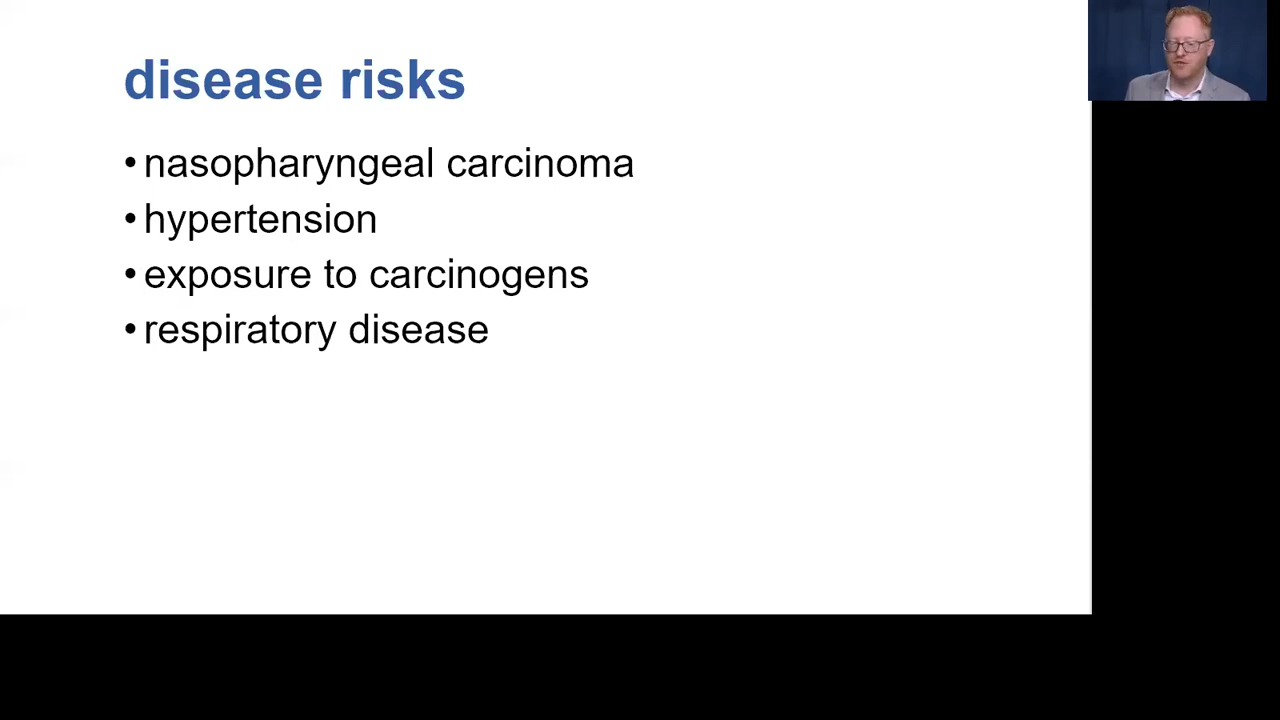 disease risks
• nasopharyngeal carcinoma
• hypertension
• exposure to carcinogens
• respiratory disease